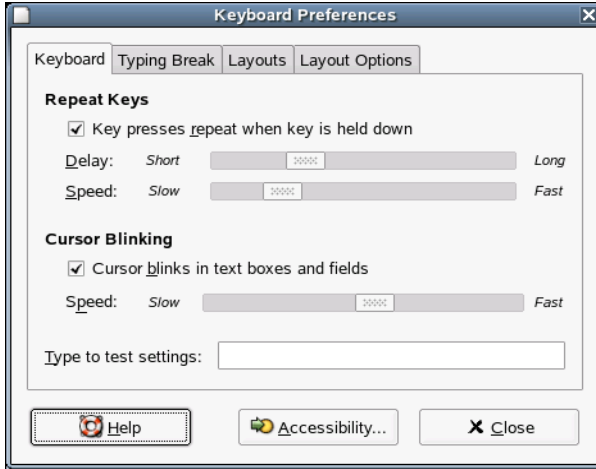 Keyboard Preferences
Keyboard Typing Break Layouts Layout Options
Repeat Keys
Key presses repeat when key is held down
Delay: Short Long
Speed: Slow Fast
Cursor Blinking
Cursor blinks in text boxes and fields
Speed: Slow Fast
Type to test settings:
Help Accessibility... Close